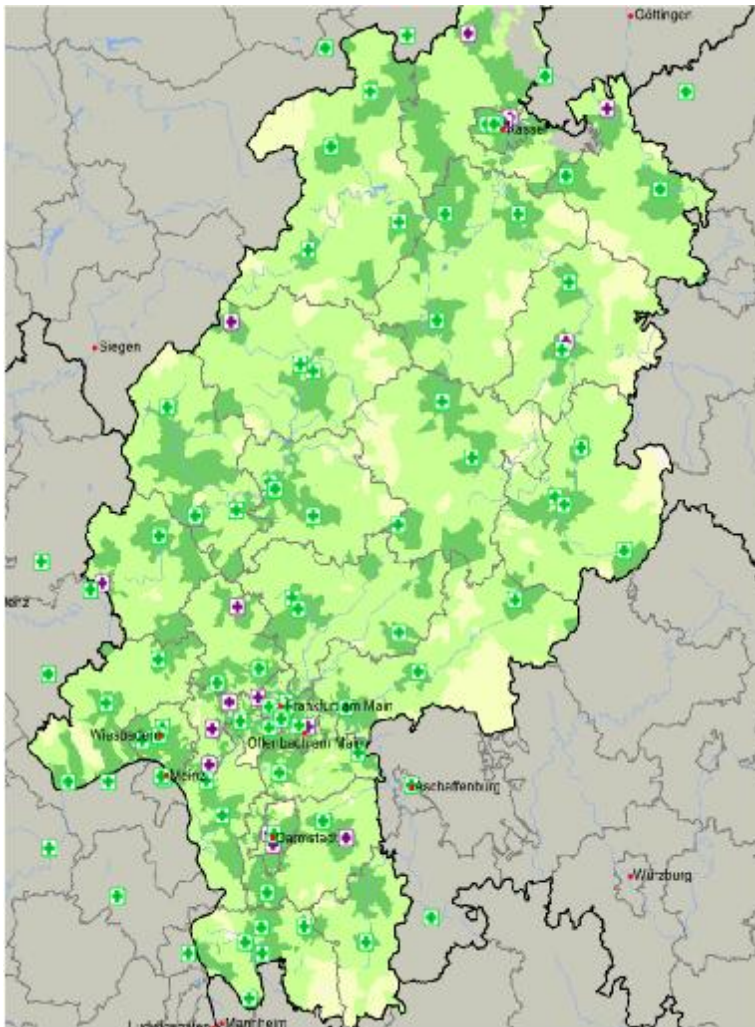 Göttingen
Kassel
Siegen
Frankfurt am Main
Wiesbaden
Offenbach am Main
Mainz
Aschaffenburg
Darmstadt
Würzburg
Mannheim